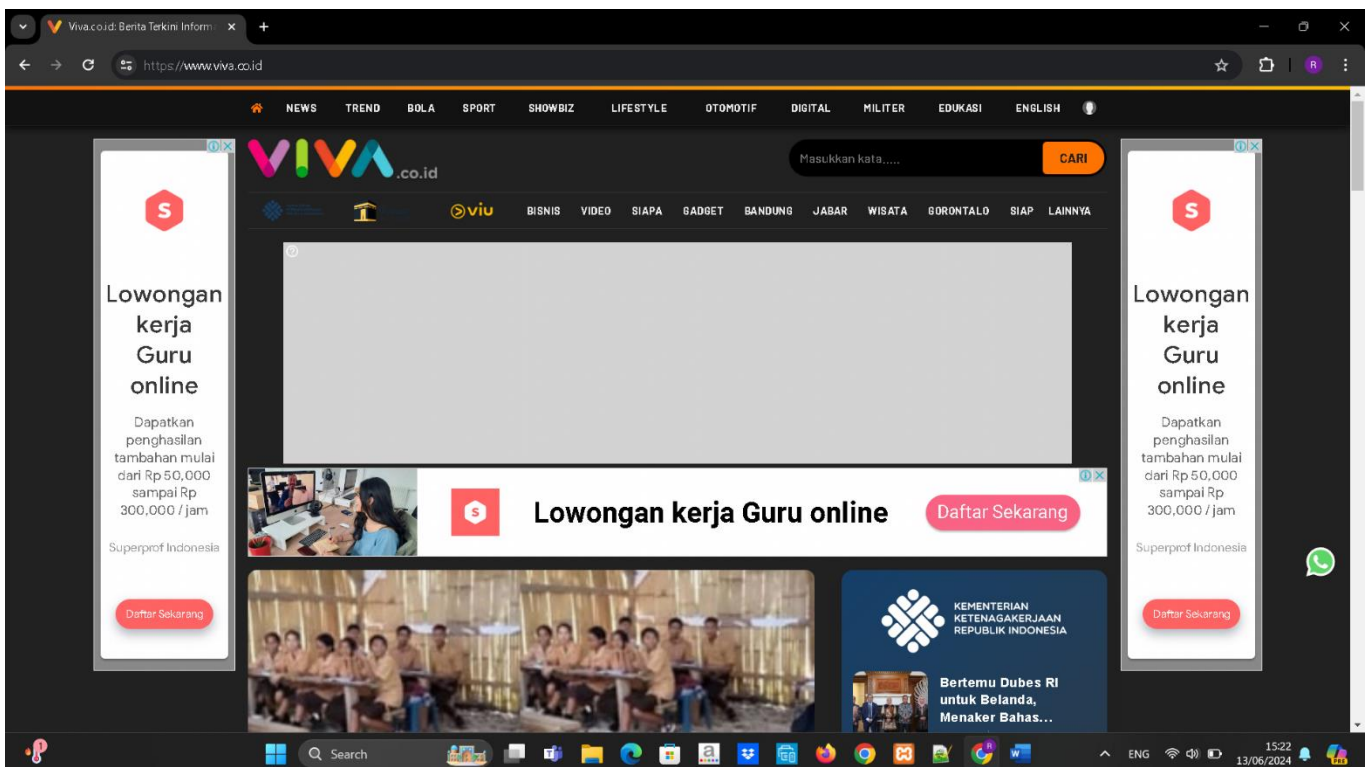 Viva.co.id: Berita Terkini Inform
https://www.viva.co.id
R
NEWS TREND BOLA SPORT SHOWBIZ LIFESTYLE OTOMOTIF DIGITAL MILITER EDUKASI ENGLISH
VIVA.co.id
Masukkan kata.....
CARI
viu BISNIS VIDEO SIAPA GADGET BANDUNG JABAR WISATA GORONTALO SIAP LAINNYA
S
Lowongan
kerja
Guru
online
Dapatkan
penghasilan
tambahan mulai
dari Rp 50,000
sampai Rp
300,000 / jam
Superprof Indonesia
Daftar Sekarang
S
Lowongan kerja Guru online
Daftar Sekarang
KEMENTERIAN
KETENAGAKERJAAN
REPUBLIK INDONESIA
Bertemu Dubes RI
untuk Belanda,
Menaker Bahas...
S
Lowongan
kerja
Guru
online
Dapatkan
penghasilan
tambahan mulai
dari Rp 50,000
sampai Rp
300,000 / jam
Superprof Indonesia
Daftar Sekarang
Search
ENG
15:22
13/06/2024